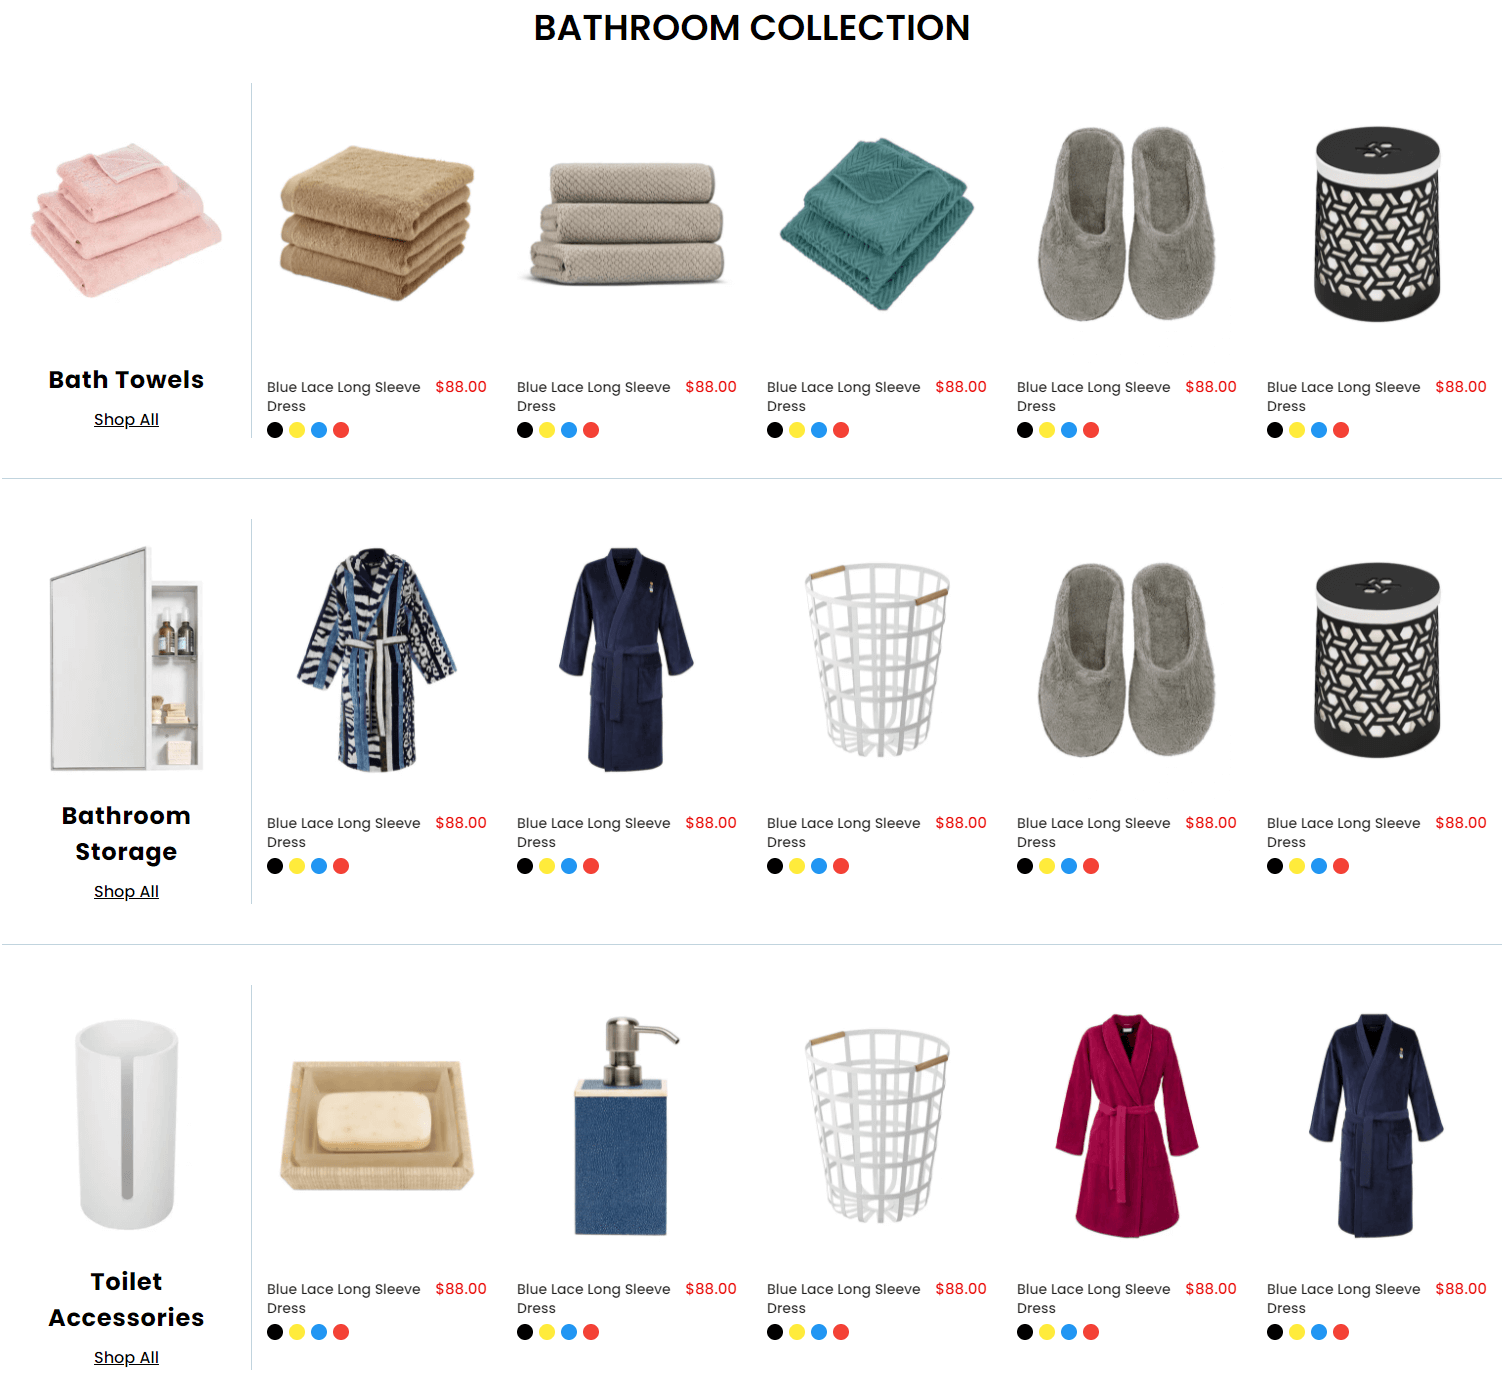 BATHROOM COLLECTION
Bath Towels
Shop All
Blue Lace Long Sleeve $88.00
Dress
Blue Lace Long Sleeve $88.00
Dress
Blue Lace Long Sleeve $88.00
Dress
Blue Lace Long Sleeve $88.00
Dress
Blue Lace Long Sleeve $88.00
Dress
Bathroom
Storage
Shop All
Blue Lace Long Sleeve $88.00
Dress
Blue Lace Long Sleeve $88.00
Dress
Blue Lace Long Sleeve $88.00
Dress
Blue Lace Long Sleeve $88.00
Dress
Blue Lace Long Sleeve $88.00
Dress
Toilet
Accessories
Shop All
Blue Lace Long Sleeve $88.00
Dress
Blue Lace Long Sleeve $88.00
Dress
Blue Lace Long Sleeve $88.00
Dress
Blue Lace Long Sleeve $88.00
Dress
Blue Lace Long Sleeve $88.00
Dress